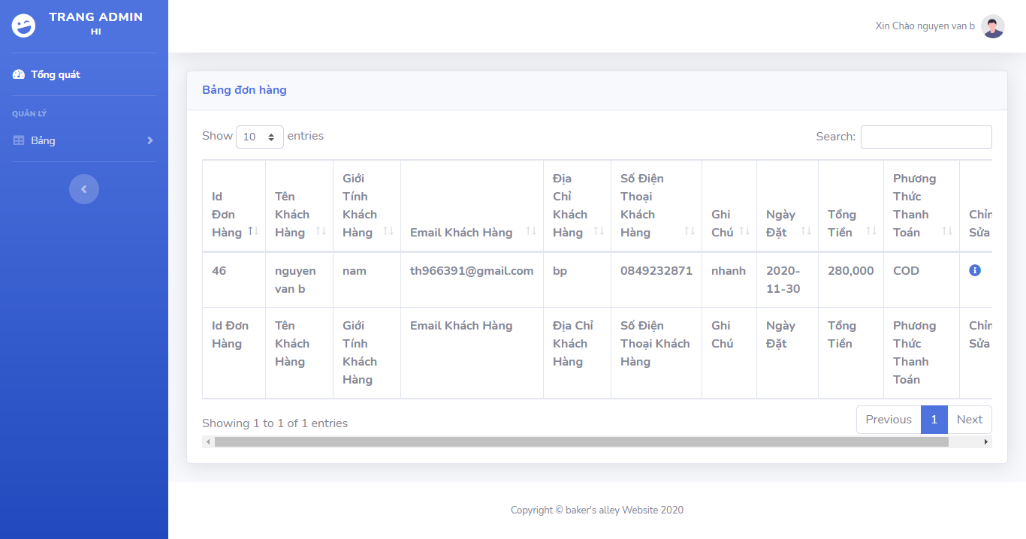 TRANG ADMIN
HI
Xin Chào nguyen van b
Tổng quát
QUẢN LÝ
Bảng
Bảng đơn hàng
Show 10 entries
Search:
Id Đơn Hàng
Tên Khách Hàng
Giới Tính Khách Hàng
Email Khách Hàng
Địa Chỉ Khách Hàng
Số Điện Thoại Khách Hàng
Ghi Chú
Ngày Đặt
Tổng Tiền
Phương Thức Thanh Toán
Chỉn Sửa
46
nguyen van b
nam
th966391@gmail.com
bp
0849232871
nhanh
2020-11-30
280,000
COD
Id Đơn Hàng
Tên Khách Hàng
Giới Tính Khách Hàng
Email Khách Hàng
Địa Chỉ Khách Hàng
Số Điện Thoại Khách Hàng
Ghi Chú
Ngày Đặt
Tổng Tiền
Phương Thức Thanh Toán
Chỉn Sửa
Showing 1 to 1 of 1 entries
Previous 1 Next
Copyright © baker's alley Website 2020